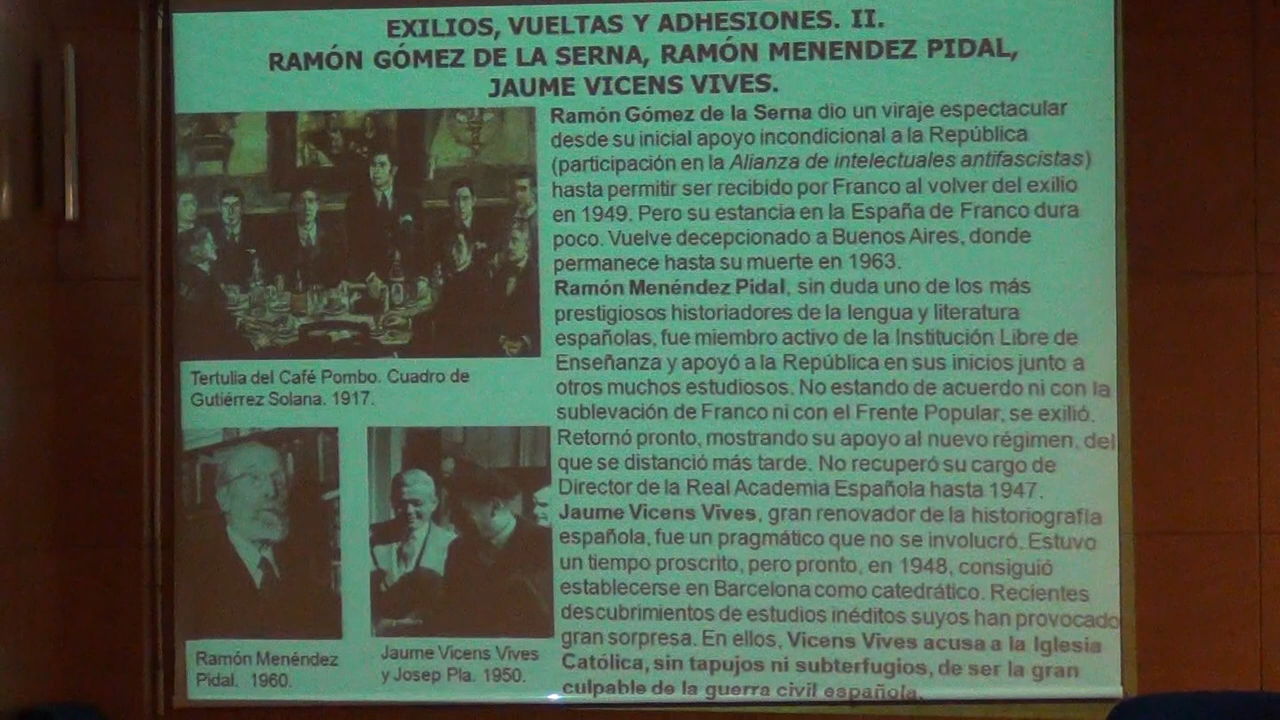 EXILIOS, VUELTAS Y ADHESIONES. II.
RAMÓN GÓMEZ DE LA SERNA, RAMÓN MENENDEZ PIDAL,
JAUME VICENS VIVES.
Ramón Gómez de la Serna dio un viraje espectacular
desde su inicial apoyo incondicional a la República
(participación en la Alianza de intelectuales antifascistas)
hasta permitir ser recibido por Franco al volver del exilio
en 1949. Pero su estancia en la España de Franco dura
poco. Vuelve decepcionado a Buenos Aires, donde
permanece hasta su muerte en 1963.
Ramón Menéndez Pidal, sin duda uno de los más
prestigiosos historiadores de la lengua y literatura
españolas, fue miembro activo de la Institución Libre de
Enseñanza y apoyó a la República en sus inicios junto a
otros muchos estudiosos. No estando de acuerdo ni con la
sublevación de Franco ni con el Frente Popular, se exilió.
Retornó pronto, mostrando su apoyo al nuevo régimen, del
que se distanció más tarde. No recuperó su cargo de
Director de la Real Academia Española hasta 1947.
Jaume Vicens Vives, gran renovador de la historiografía
española, fue un pragmático que no se involucró. Estuvo
un tiempo proscrito, pero pronto, en 1948, consiguió
establecerse en Barcelona como catedrático. Recientes
descubrimientos de estudios inéditos suyos han provocado
gran sorpresa. En ellos, Vicens Vives acusa a la Iglesia
Católica, sin tapujos ni subterfugios, de ser la gran
culpable de la guerra civil española.
Tertulia del Café Pombo. Cuadro de
Gutiérrez Solana. 1917.
Ramón Menéndez
Pidal. 1960.
Jaume Vicens Vives
y Josep Pla. 1950.